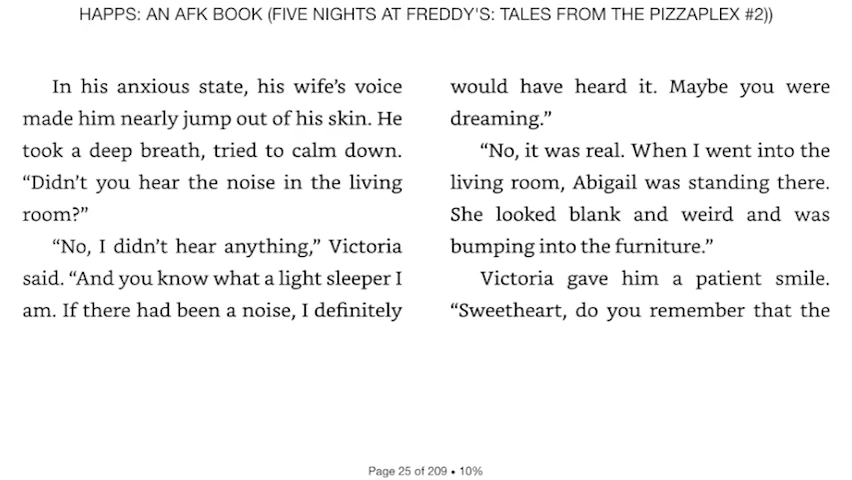 HAPPS: AN AFK BOOK (FIVE NIGHTS AT FREDDY'S: TALES FROM THE PIZZAPLEX #2))
In his anxious state, his wife’s voice
made him nearly jump out of his skin. He
took a deep breath, tried to calm down.
“Didn’t you hear the noise in the living
room?”
“No, I didn’t hear anything,” Victoria
said. “And you know what a light sleeper I
am. If there had been a noise, I definitely
would have heard it. Maybe you were
dreaming.”
“No, it was real. When I went into the
living room, Abigail was standing there.
She looked blank and weird and was
bumping into the furniture.”
Victoria gave him a patient smile.
“Sweetheart, do you remember that the
Page 25 of 209 • 10%